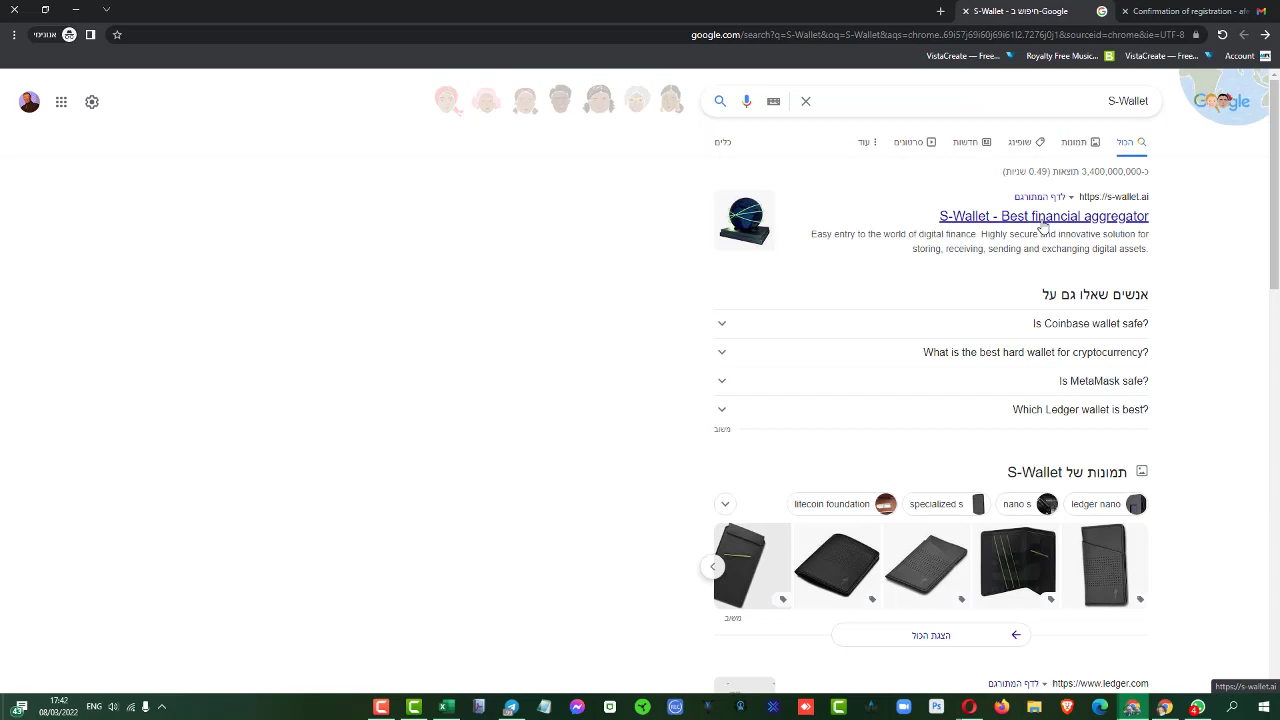 S-Wallet - חיפוש ב-Google
Confirmation of registration - afe
אנונימי
google.com/search?q=S-Wallet&oq=S-Wallet&aqs=chrome..69i57j69i60j69i61l2.7276j0j1&sourceid=chrome&ie=UTF-8
VistaCreate – Free...
Royalty Free Music...
VistaCreate – Free...
Account
Google
S-Wallet
הכול
תמונות
שופינג
חדשות
סרטונים
עוד
כלים
כ-3,400,000,000 תוצאות (0.49 שניות)
https://s-wallet.ai
לדף המתורגם
S-Wallet - Best financial aggregator
Easy entry to the world of digital finance. Highly secure and innovative solution for
storing, receiving, sending and exchanging digital assets.
אנשים שאלו גם על
Is Coinbase wallet safe?
What is the best hard wallet for cryptocurrency?
Is MetaMask safe?
Which Ledger wallet is best?
משוב
תמונות של S-Wallet
ledger nano
nano s
specialized s
litecoin foundation
משוב
הצגת הכול
https://www.ledger.com
לדף המתורגם
https://s-wallet.ai
17:42
08/03/2022
ENG